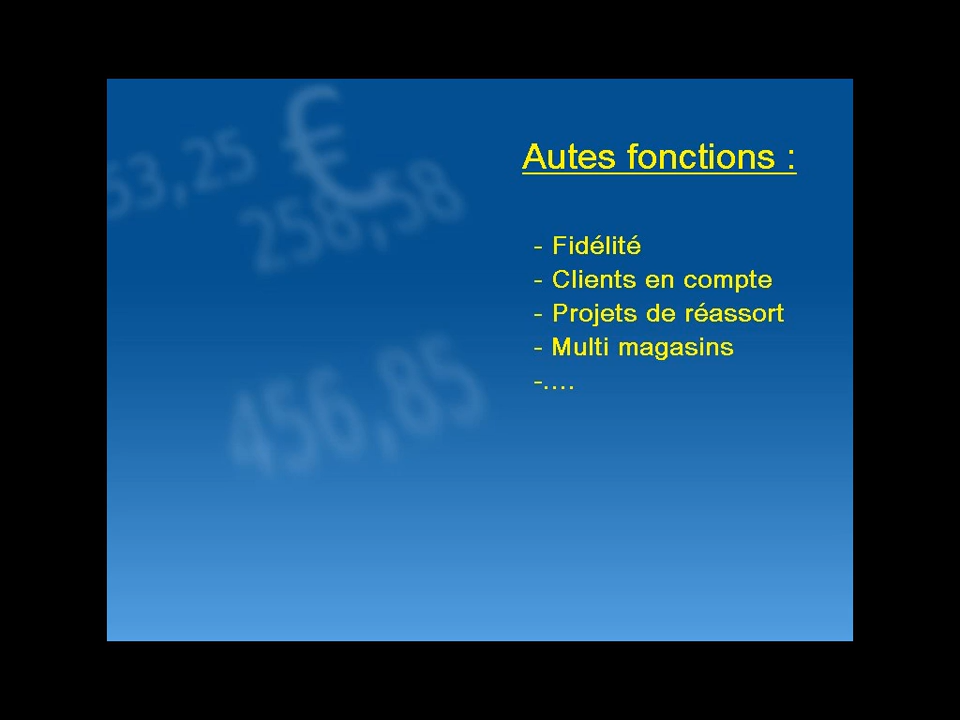 53,25 €
258,58
Autes fonctions :
- Fidélité
- Clients en compte
- Projets de réassort
- Multi magasins
-....
456,85